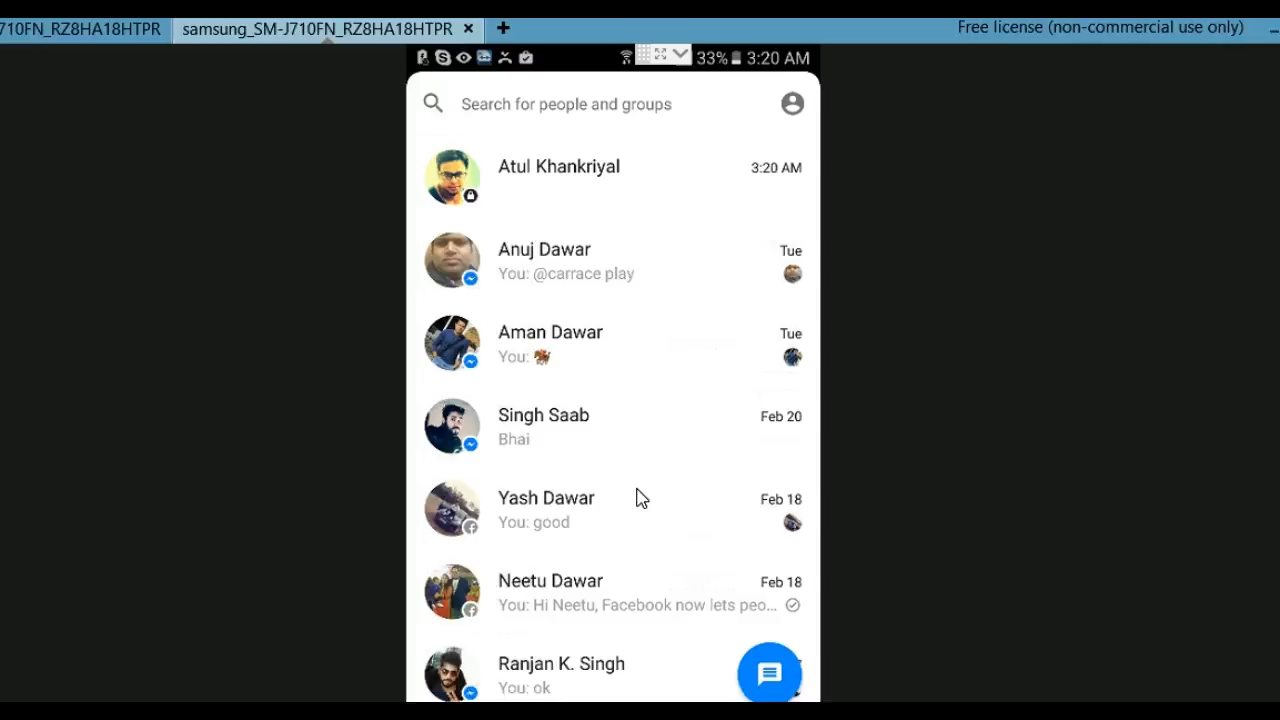 710FN_RZ8HA18HTPR
samsung_SM-J710FN_RZ8HA18HTPR × +
Free license (non-commercial use only)
33% 3:20 AM
Search for people and groups
Atul Khankriyal
3:20 AM
Anuj Dawar
Tue
You: @carrace play
Aman Dawar
Tue
You: 🏇
Singh Saab
Feb 20
Bhai
Yash Dawar
Feb 18
You: good
Neetu Dawar
Feb 18
You: Hi Neetu, Facebook now lets peo...
Ranjan K. Singh
You: ok